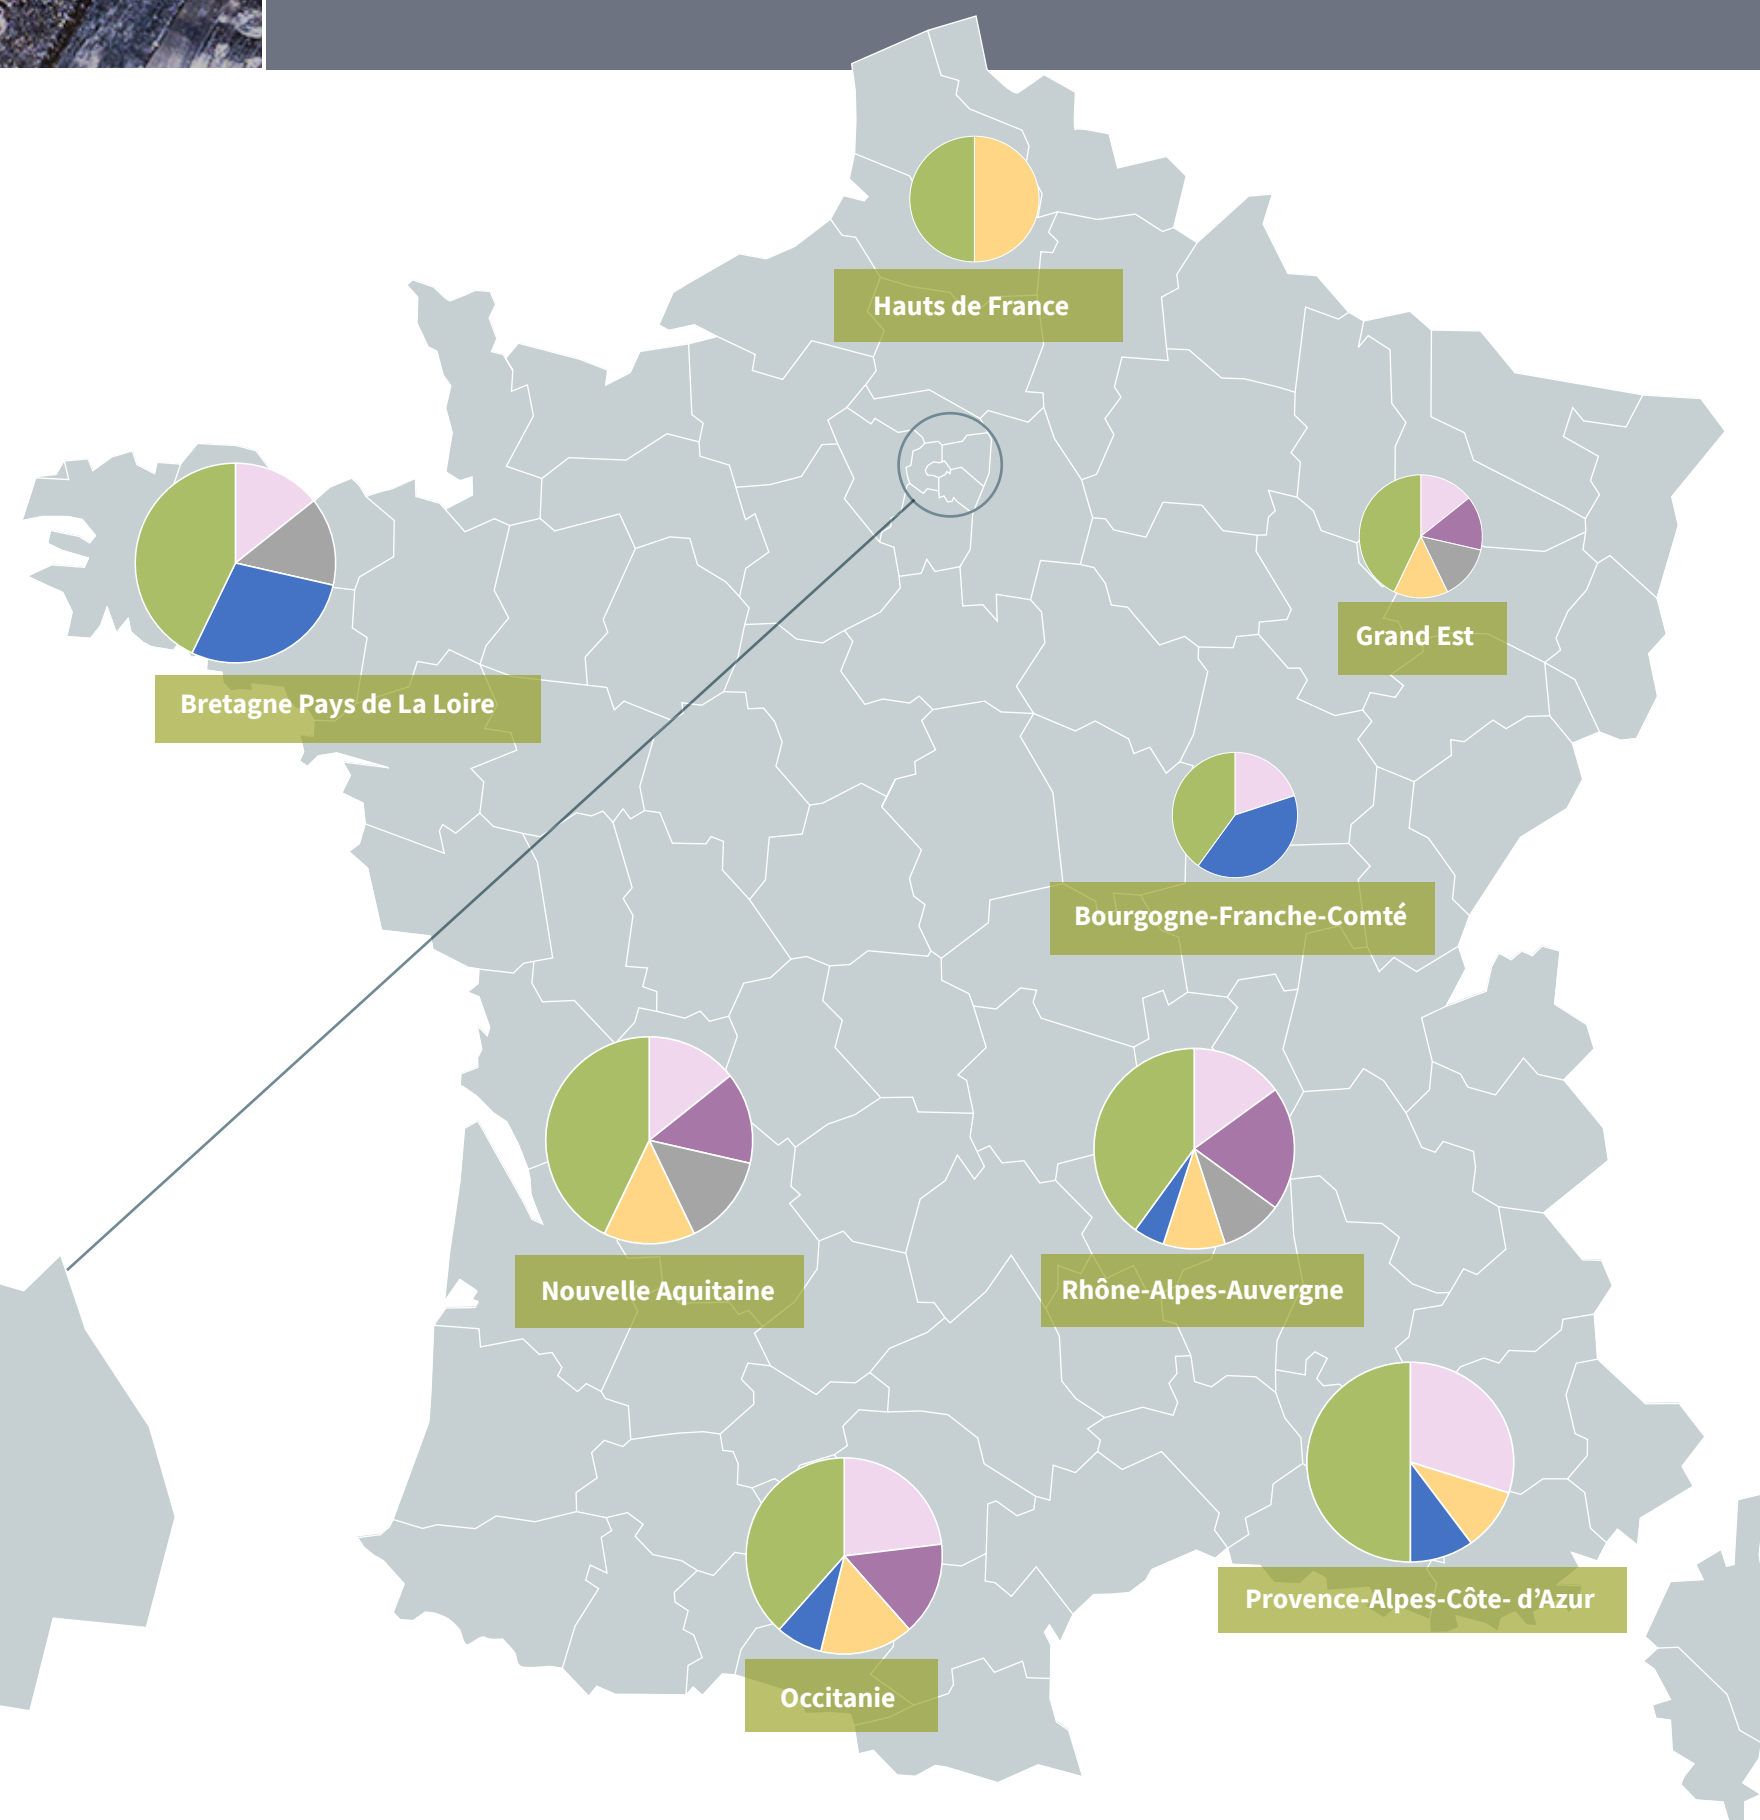 Hauts de France
Grand Est
Bretagne Pays de La Loire
Bourgogne-Franche-Comté
Nouvelle Aquitaine
Rhône-Alpes-Auvergne
Provence-Alpes-Côte- d’Azur
Occitanie